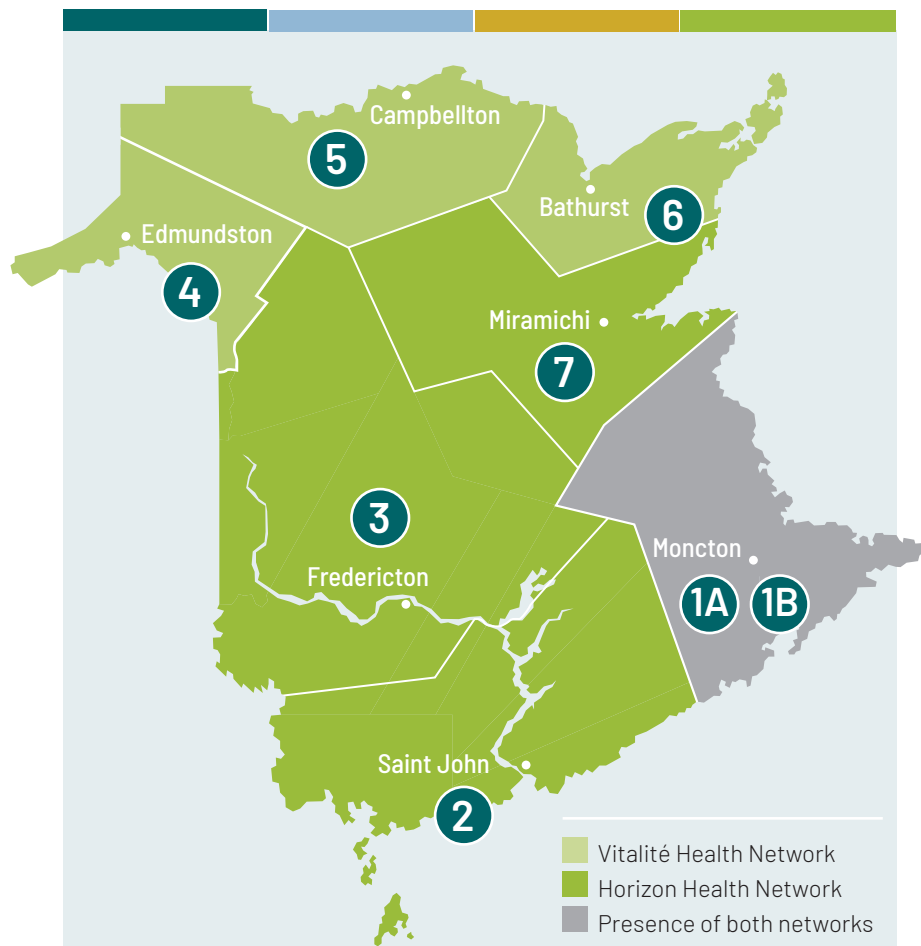 Campbellton
5
Bathurst
6
Edmundston
4
Miramichi
7
3
Fredericton
Moncton
1A
1B
Saint John
2
Vitalité Health Network
Horizon Health Network
Presence of both networks